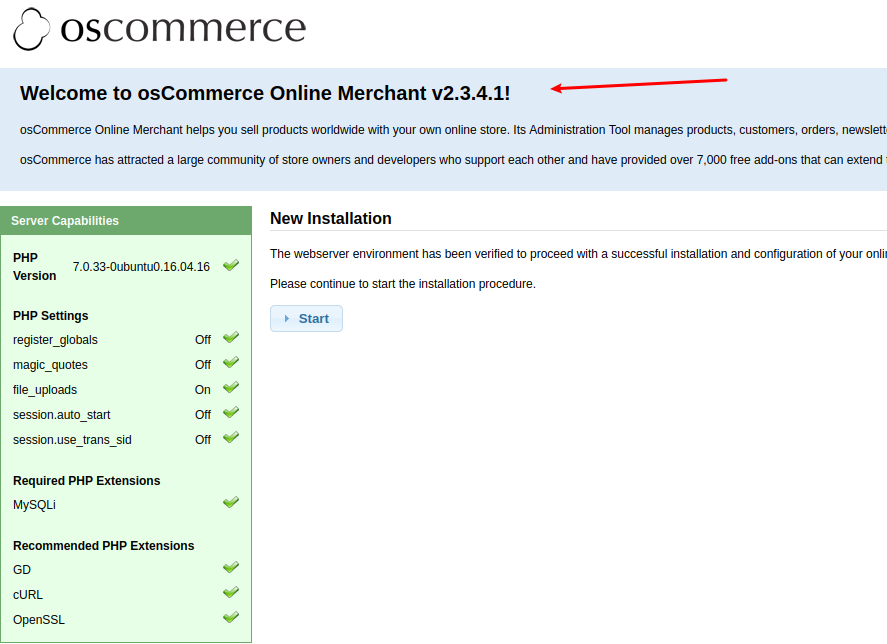 oscommerce
Welcome to osCommerce Online Merchant v2.3.4.1!
osCommerce Online Merchant helps you sell products worldwide with your own online store. Its Administration Tool manages products, customers, orders, newslett
osCommerce has attracted a large community of store owners and developers who support each other and have provided over 7,000 free add-ons that can extend
Server Capabilities
PHP Version 7.0.33-0ubuntu0.16.04.16
PHP Settings
register_globals Off
magic_quotes Off
file_uploads On
session.auto_start Off
session.use_trans_sid Off
Required PHP Extensions
MySQLi
Recommended PHP Extensions
GD
cURL
OpenSSL
New Installation
The webserver environment has been verified to proceed with a successful installation and configuration of your onli
Please continue to start the installation procedure.
Start